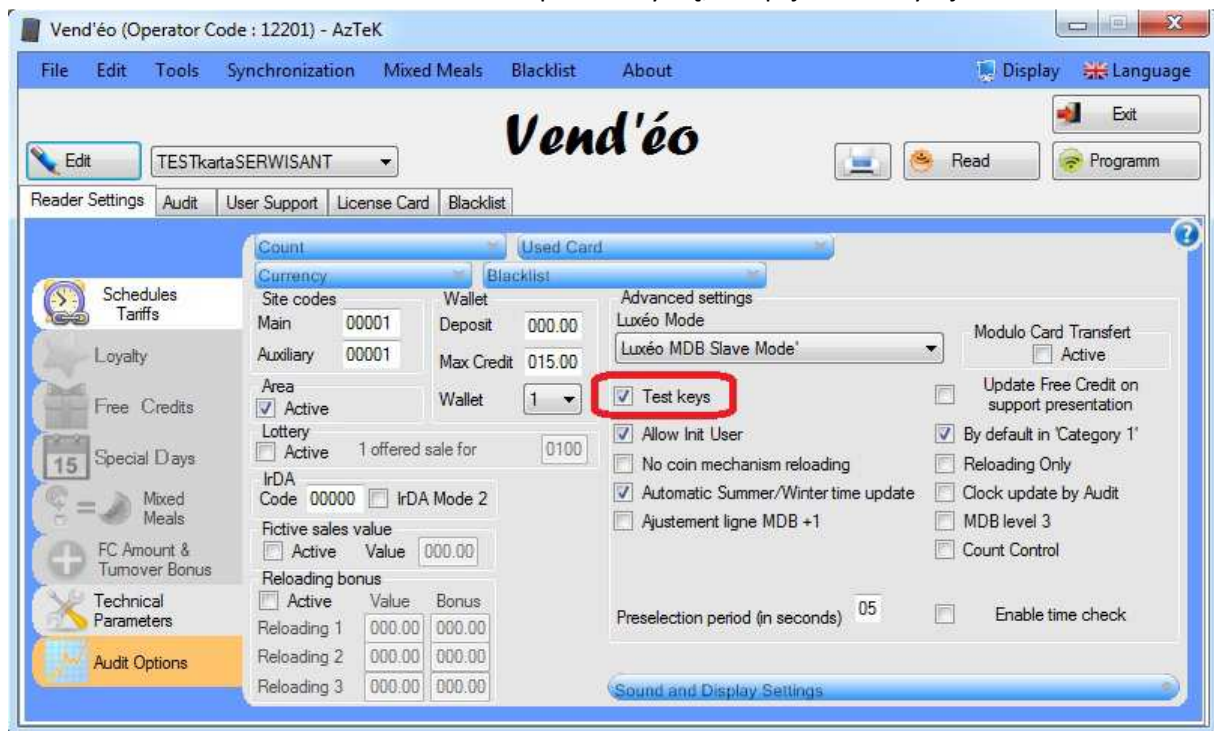 Vend'éo (Operator Code : 12201) - AzTeK
File Edit Tools Synchronization Mixed Meals Blacklist About Display Language
Vend'éo
Exit
Edit TESTkartaSERWISANT Read Programm
Reader Settings Audit User Support License Card Blacklist
Count Used Card
Currency Blacklist
Schedules
Tariffs
Loyalty
Free Credits
15 Special Days
Mixed
Meals
FC Amount &
Turnover Bonus
Technical
Parameters
Audit Options
Site codes
Main 00001
Auxiliary 00001
Area
Active
Lottery
Active 1 offered sale for 0100
IrDA
Code 00000 IrDA Mode 2
Fictive sales value
Active Value 000.00
Reloading bonus
Active Value Bonus
Reloading 1 000.00 000.00
Reloading 2 000.00 000.00
Reloading 3 000.00 000.00
Wallet
Deposit 000.00
Max Credit 015.00
Wallet 1
Advanced settings
Luxéo Mode
Luxéo MDB Slave Mode'
Modulo Card Transfert
Active
Test keys
Update Free Credit on
support presentation
Allow Init User By default in 'Category 1'
No coin mechanism reloading Reloading Only
Automatic Summer/Winter time update Clock update by Audit
Ajustement ligne MDB +1 MDB level 3
Count Control
Preselection period (in seconds) 05 Enable time check
Sound and Display Settings